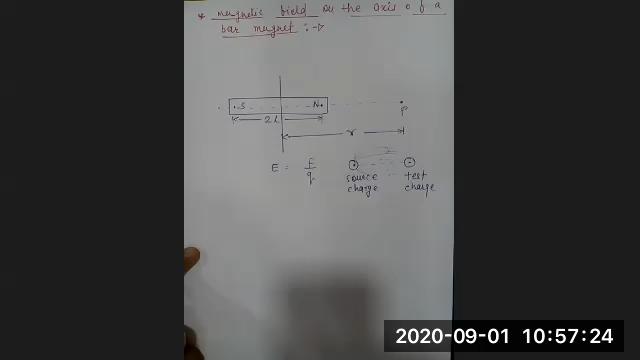 * magnetic field on the axis of a
bar magnet :->
.S N.
2L
r
P
E = F/q
source charge
test charge
2020-09-01 10:57:24